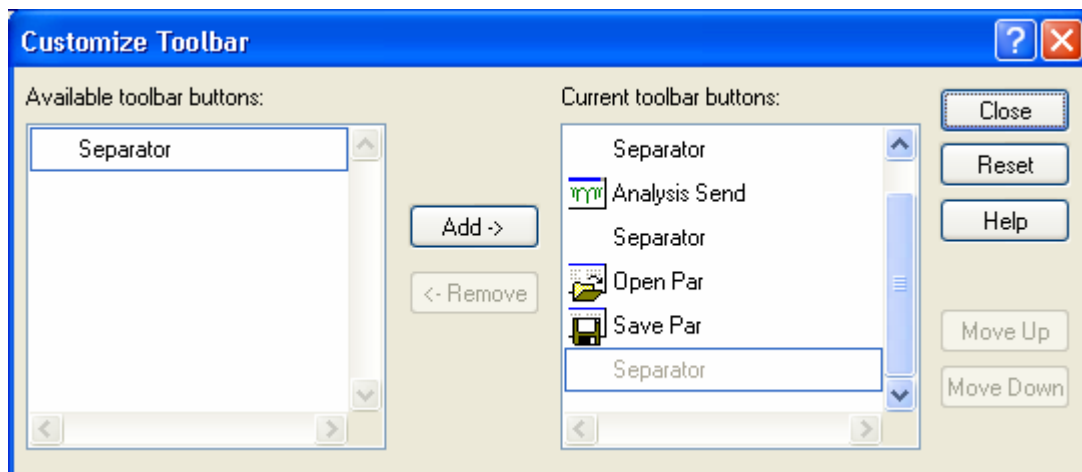 Customize Toolbar
Available toolbar buttons:
Separator
Add ->
<- Remove
Current toolbar buttons:
Separator
Analysis Send
Separator
Open Par
Save Par
Separator
Close
Reset
Help
Move Up
Move Down